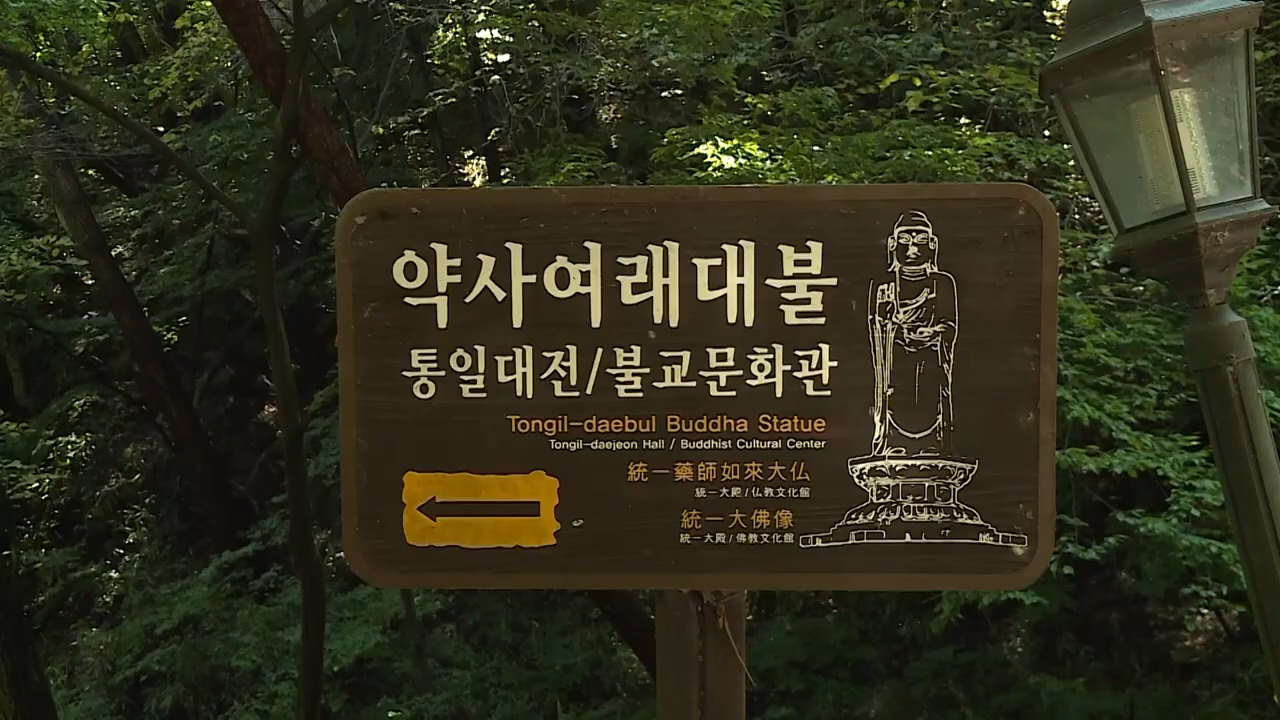 약사여래대불
통일대전/불교문화관
Tongil-daebul Buddha Statue
Tongil-daejeon Hall / Buddhist Cultural Center
統一藥師如來大仏
統一大殿/仏教文化館
統一大佛像
統一大殿/佛教文化館